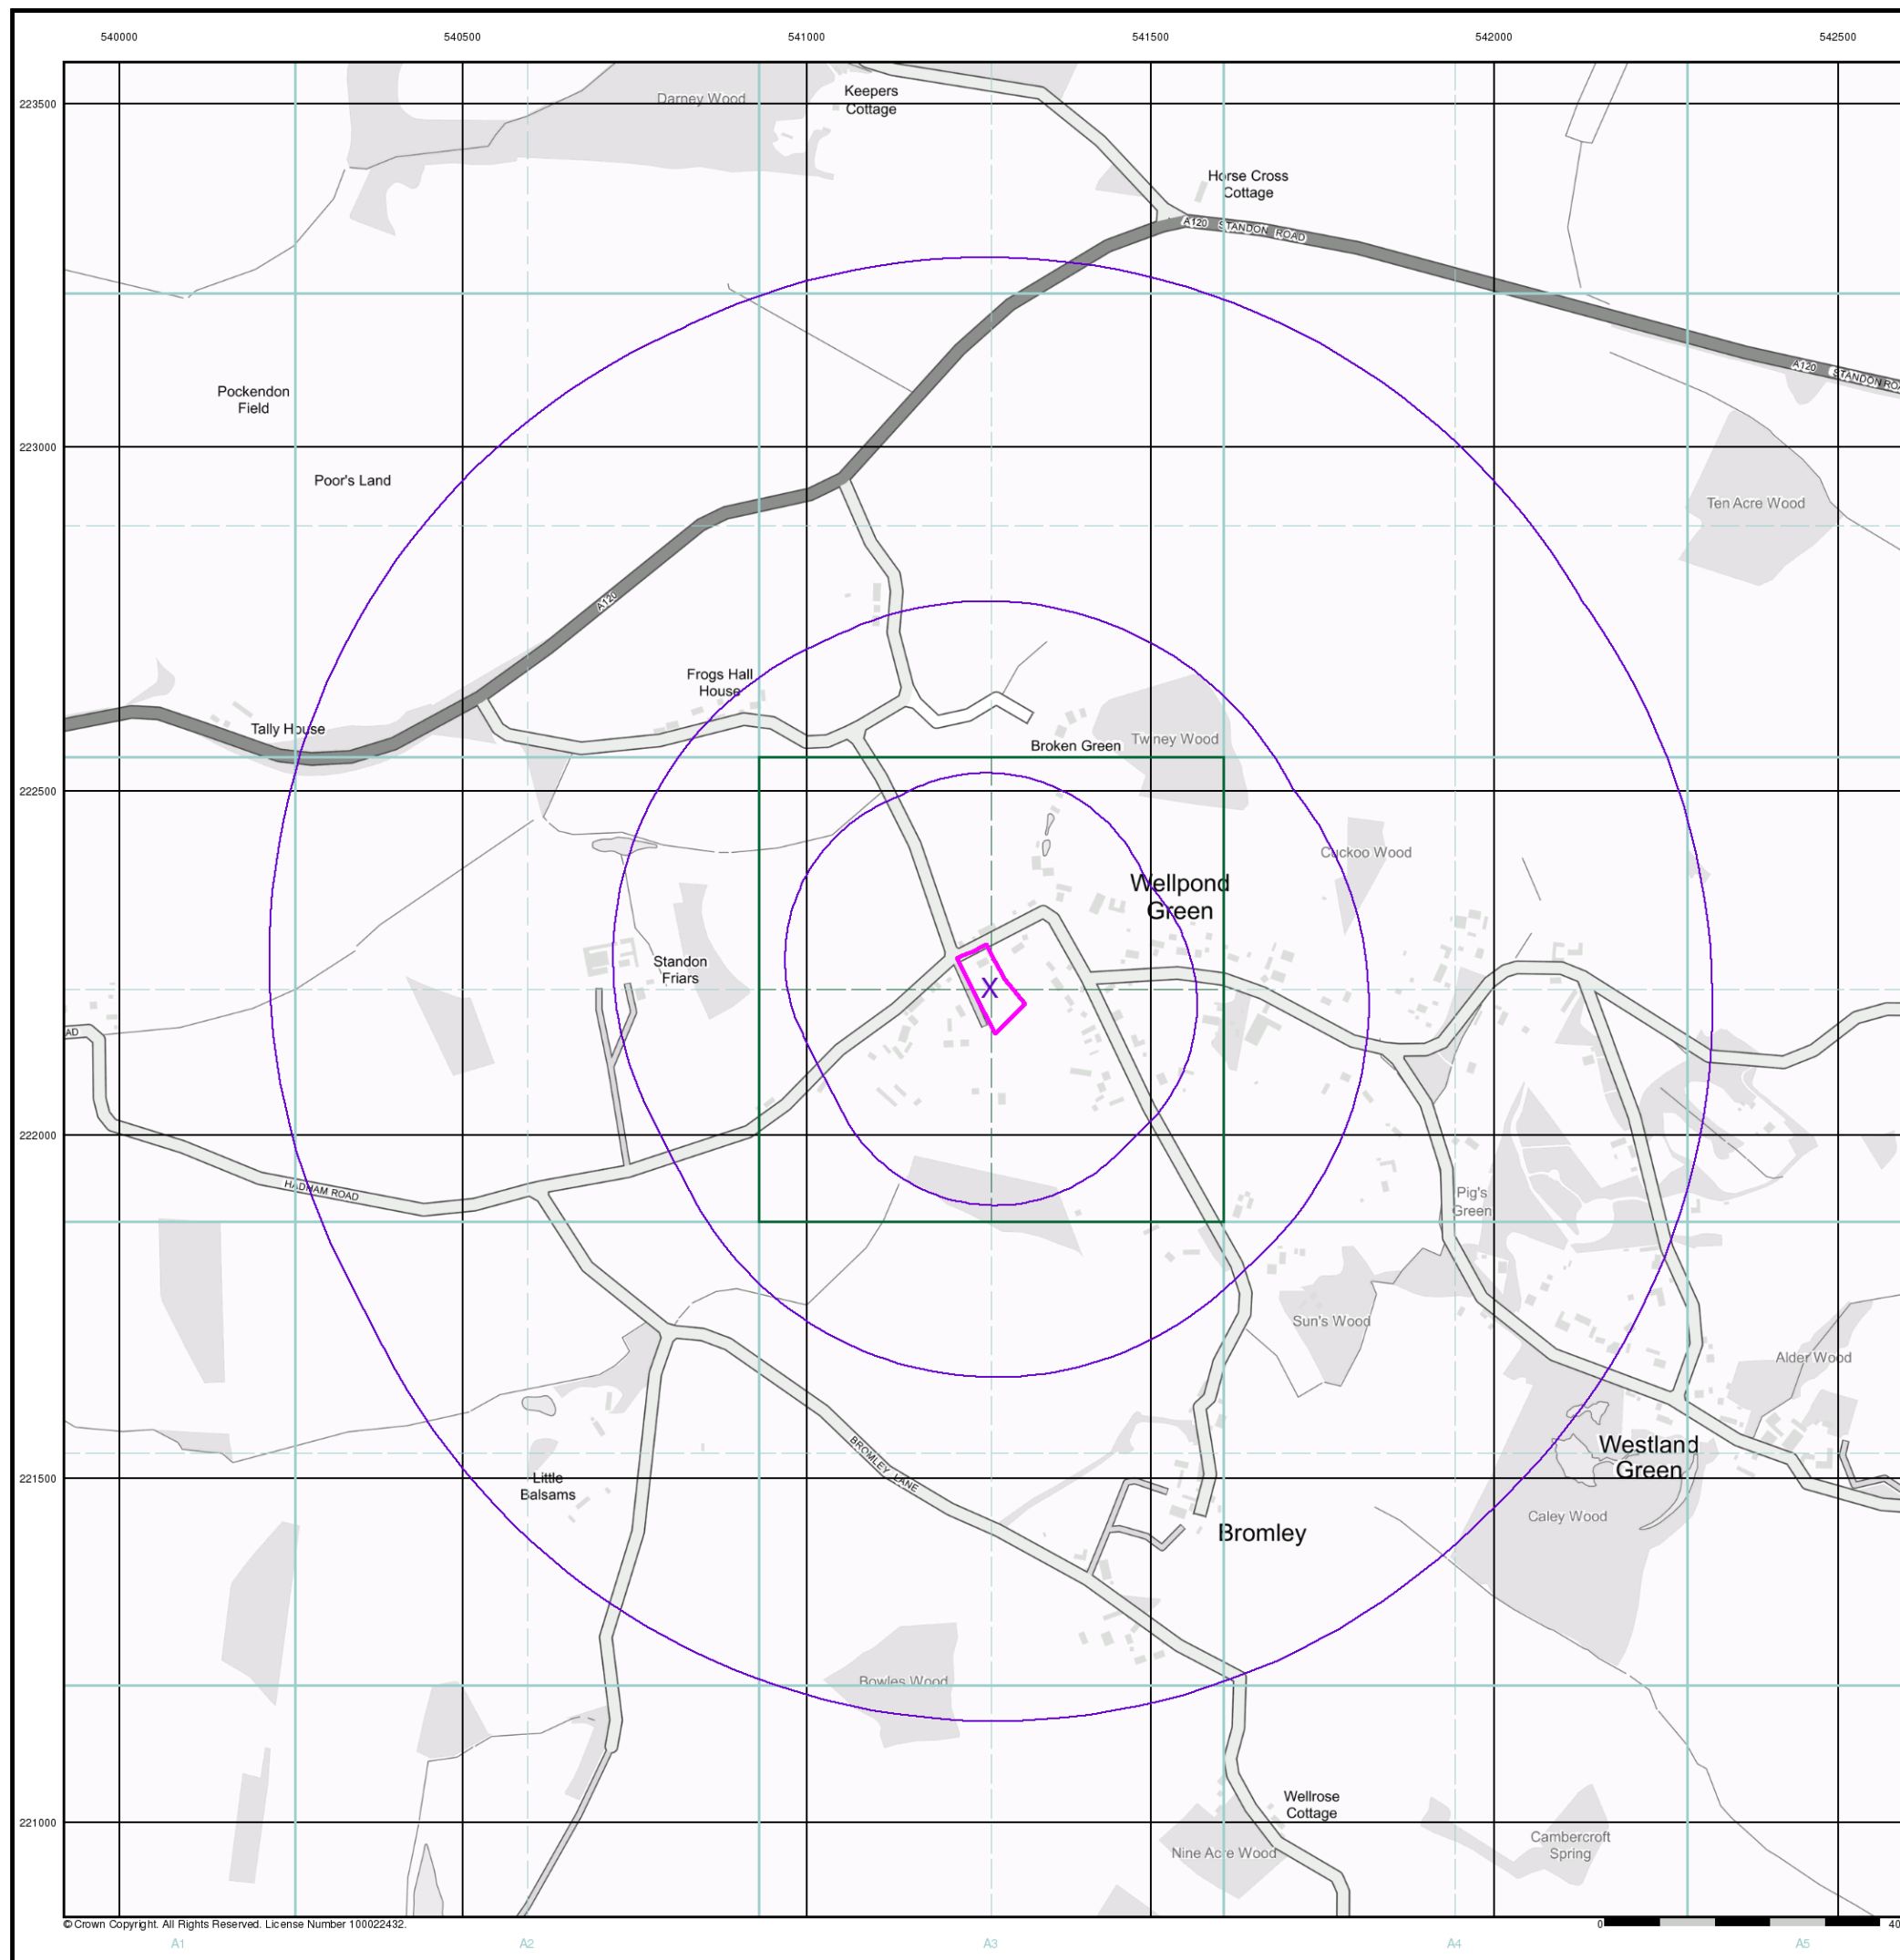 540000 540500 541000 541500 542000 542500
223500
Darney Wood
Keepers
Cottage
Horse Cross
Cottage
A120 STANDON ROAD
A120 STANDON
Pockendon
Field
223000
Poor's Land
Ten Acre Wood
A120
Frogs Hall
House
Tally House
Broken Green
Twiney Wood
222500
Cuckoo Wood
Wellpond
Green
Standon
Friars
X
222000
HADHAM ROAD
Pig's
Green
Sun's Wood
Alder Wood
BROMLEY LANE
Westland
Green
221500
Little
Balsams
Caley Wood
Bromley
Bowles Wood
Wellrose
Cottage
221000
Nine Acre Wood
Cambercroft
Spring
© Crown Copyright. All Rights Reserved. License Number 100022432.
0
A1 A2 A3 A4 A5